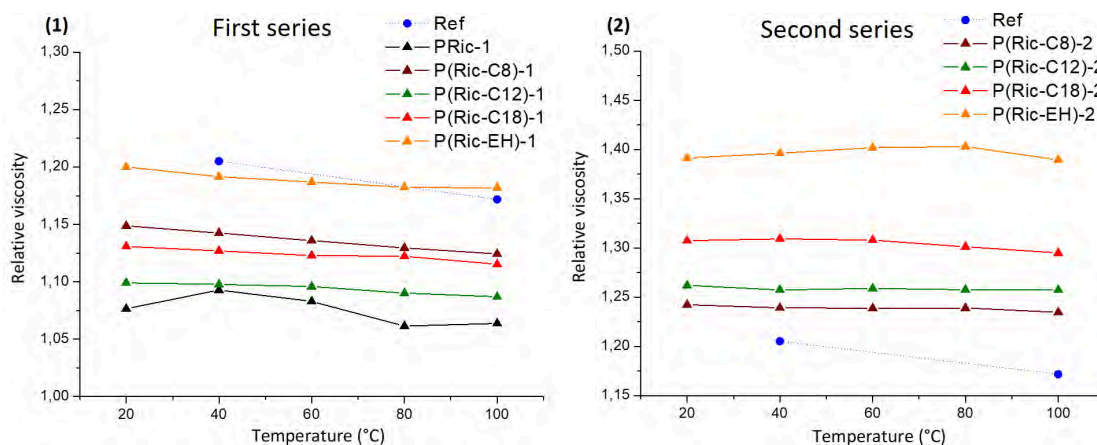 (1)
First series
Ref
PRic-1
P(Ric-C8)-1
P(Ric-C12)-1
P(Ric-C18)-1
P(Ric-EH)-1
1,30
1,25
1,20
1,15
1,10
1,05
1,00
Relative viscosity
20 40 60 80 100
Temperature (°C)
(2)
Second series
Ref
P(Ric-C8)-2
P(Ric-C12)-2
P(Ric-C18)-2
P(Ric-EH)-2
1,50
1,45
1,40
1,35
1,30
1,25
1,20
1,15
Relative viscosity
20 40 60 80 100
Temperature (°C)